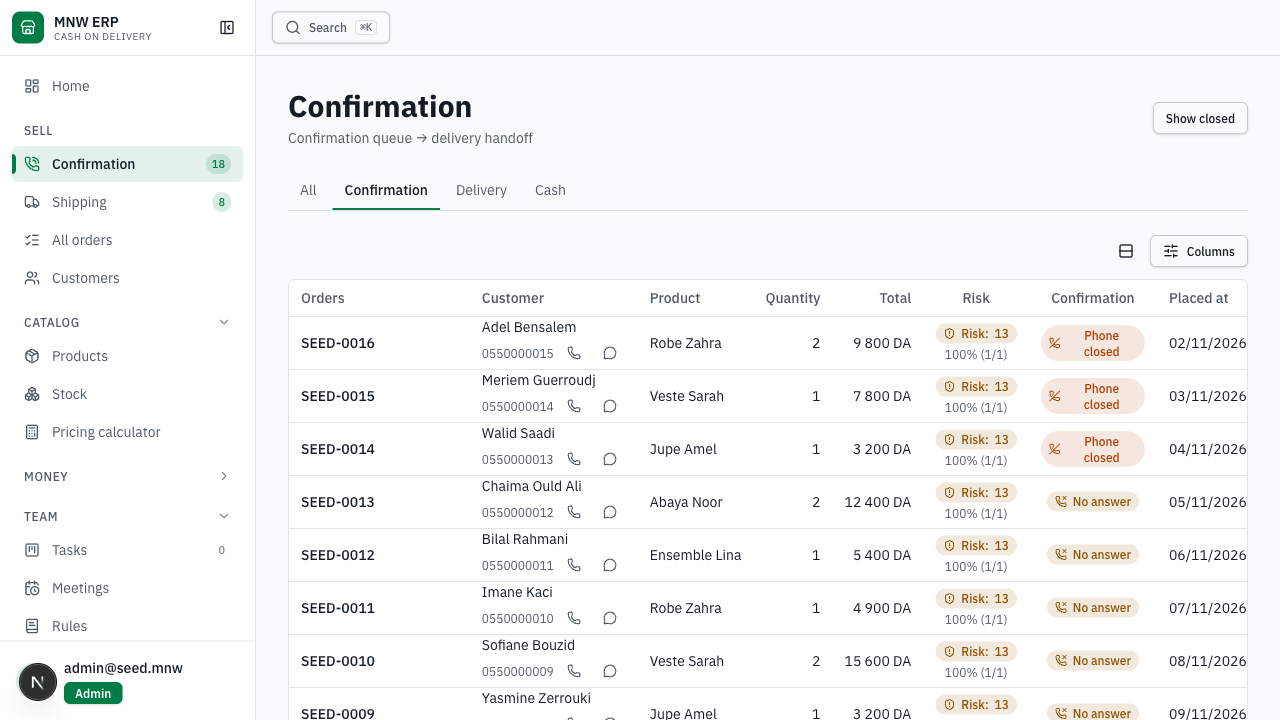 MNW ERP
CASH ON DELIVERY
Search ⌘K
Home
SELL
Confirmation 18
Shipping 8
All orders
Customers
CATALOG
Products
Stock
Pricing calculator
MONEY
TEAM
Tasks 0
Meetings
Rules
N
admin@seed.mnw
Admin
Confirmation
Confirmation queue → delivery handoff
Show closed
All Confirmation Delivery Cash
Columns
Orders Customer Product Quantity Total Risk Confirmation Placed at
SEED-0016 Adel Bensalem 0550000015 Robe Zahra 2 9 800 DA Risk: 13 100% (1/1) Phone closed 02/11/2026
SEED-0015 Meriem Guerroudj 0550000014 Veste Sarah 1 7 800 DA Risk: 13 100% (1/1) Phone closed 03/11/2026
SEED-0014 Walid Saadi 0550000013 Jupe Amel 1 3 200 DA Risk: 13 100% (1/1) Phone closed 04/11/2026
SEED-0013 Chaima Ould Ali 0550000012 Abaya Noor 2 12 400 DA Risk: 13 100% (1/1) No answer 05/11/2026
SEED-0012 Bilal Rahmani 0550000011 Ensemble Lina 1 5 400 DA Risk: 13 100% (1/1) No answer 06/11/2026
SEED-0011 Imane Kaci 0550000010 Robe Zahra 1 4 900 DA Risk: 13 100% (1/1) No answer 07/11/2026
SEED-0010 Sofiane Bouzid 0550000009 Veste Sarah 2 15 600 DA Risk: 13 100% (1/1) No answer 08/11/2026
SEED-0009 Yasmine Zerrouki Jupe Amel 1 3 200 DA Risk: 13 No answer 09/11/2026